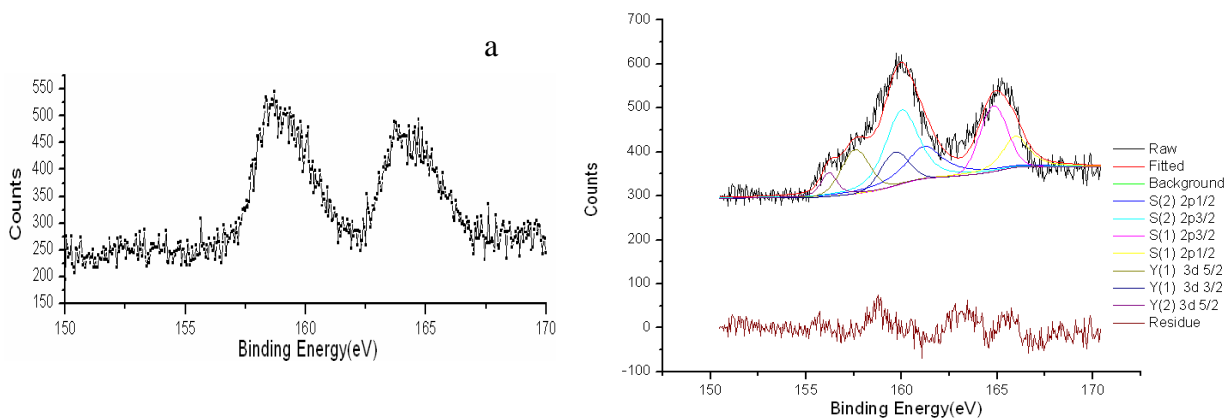 a
Counts
550
500
450
400
350
300
250
200
150
150 155 160 165 170
Binding Energy(eV)
Counts
700
600
500
400
300
200
100
0
-100
150 155 160 165 170
Binding Energy(eV)
Raw
Fitted
Background
S(2) 2p1/2
S(2) 2p3/2
S(1) 2p3/2
S(1) 2p1/2
Y(1) 3d 5/2
Y(1) 3d 3/2
Y(2) 3d 5/2
Residue